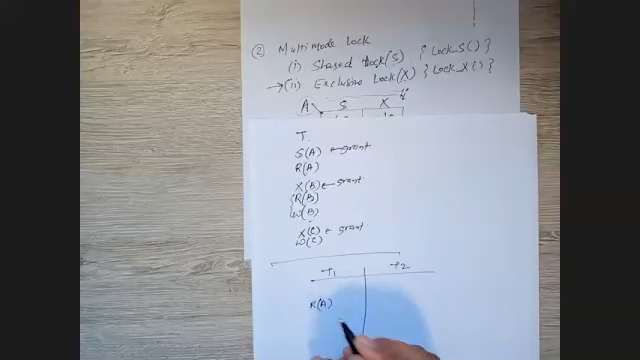 ② Multimode lock
(i) Shared lock(S) {Lock_S()}
→(ii) Exclusive Lock(X) {Lock_X()}
A S X
T
S(A) ← grant
R(A)
X(B) ← grant
R(B)
W(B)
X(C) ← grant
W(C)
T1 T2
R(A)